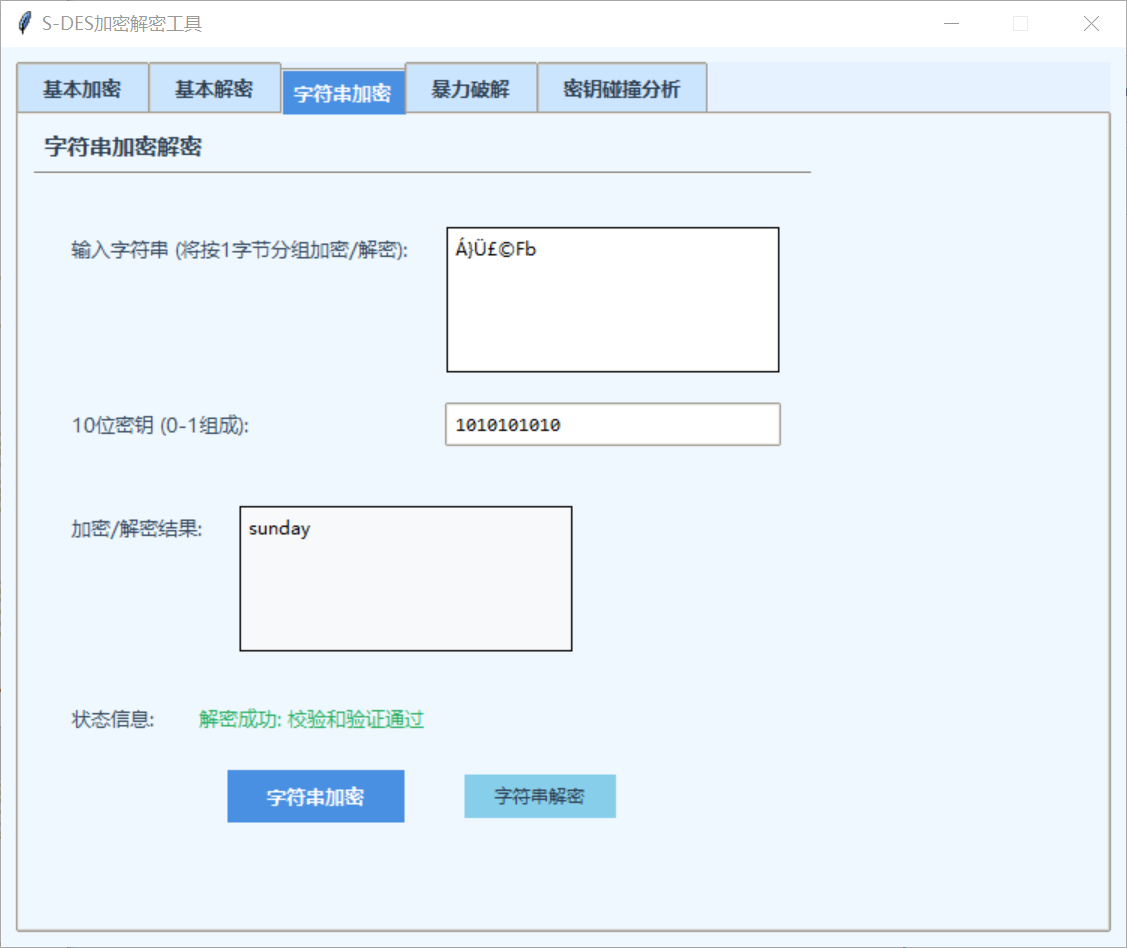 S-DES加密解密工具
基本加密 基本解密 字符串加密 暴力破解 密钥碰撞分析
字符串加密解密
输入字符串 (将按1字节分组加密/解密): Á}Ü£©Fb
10位密钥 (0-1组成): 1010101010
加密/解密结果: sunday
状态信息: 解密成功: 校验和验证通过
字符串加密 字符串解密